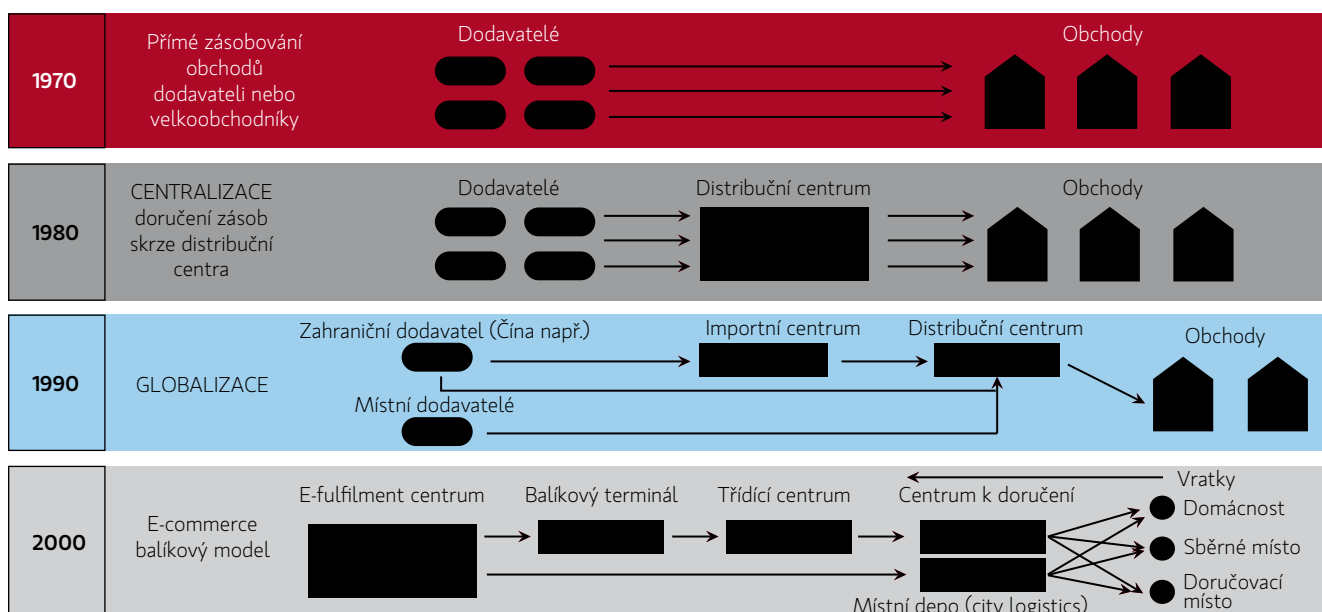 1970
Přímé zásobování
obchodů
dodavateli nebo
velkoobchodníky
Dodavatelé
Obchody
1980
CENTRALIZACE
doručení zásob
skrze distribuční
centra
Dodavatelé
Distribuční centrum
Obchody
1990
GLOBALIZACE
Zahraniční dodavatel (Čína např.)
Importní centrum
Distribuční centrum
Obchody
Místní dodavatelé
2000
E-commerce
balíkový model
E-fulfilment centrum
Balíkový terminál
Třídící centrum
Centrum k doručení
Vratky
Domácnost
Sběrné místo
Doručovací
místo
Místní depo (city logistics)